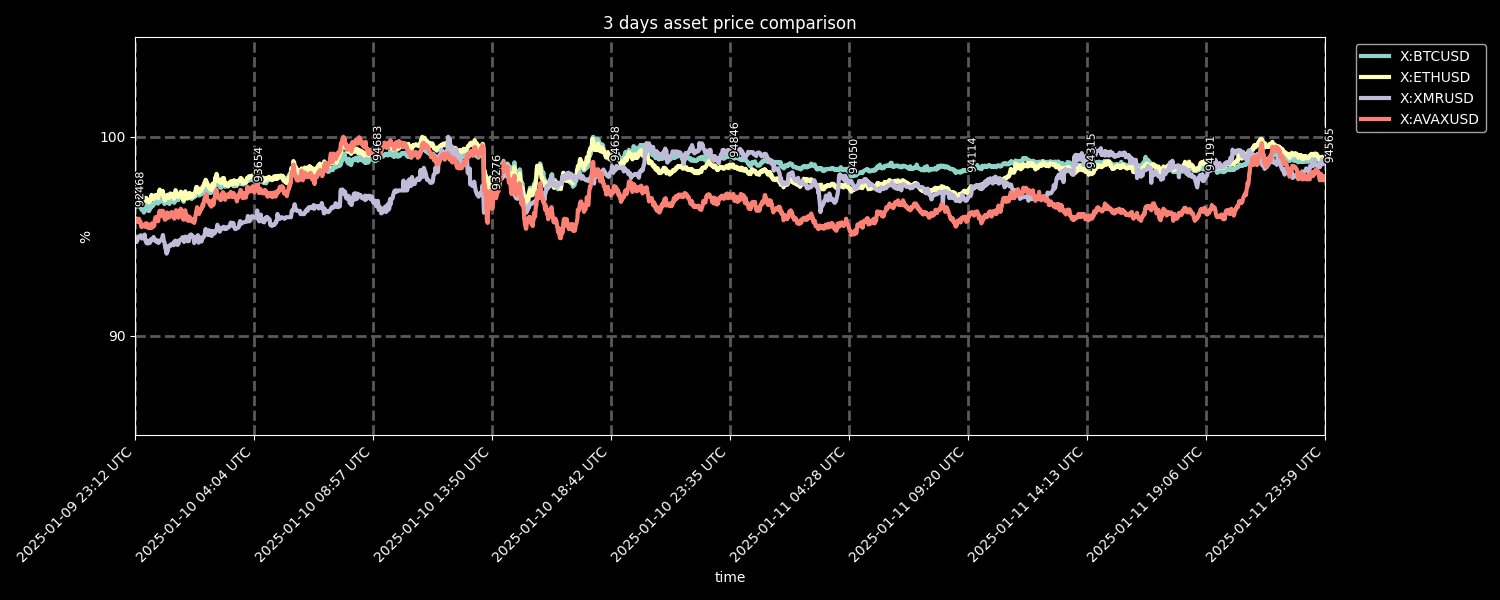 3 days asset price comparison
X:BTCUSD
X:ETHUSD
X:XMRUSD
X:AVAXUSD
100
90
%
92468
93654
94683
93276
94658
94846
94050
94114
94315
94191
94565
2025-01-09 23:12 UTC
2025-01-10 04:04 UTC
2025-01-10 08:57 UTC
2025-01-10 13:50 UTC
2025-01-10 18:42 UTC
2025-01-10 23:35 UTC
2025-01-11 04:28 UTC
2025-01-11 09:20 UTC
2025-01-11 14:13 UTC
2025-01-11 19:06 UTC
2025-01-11 23:59 UTC
time